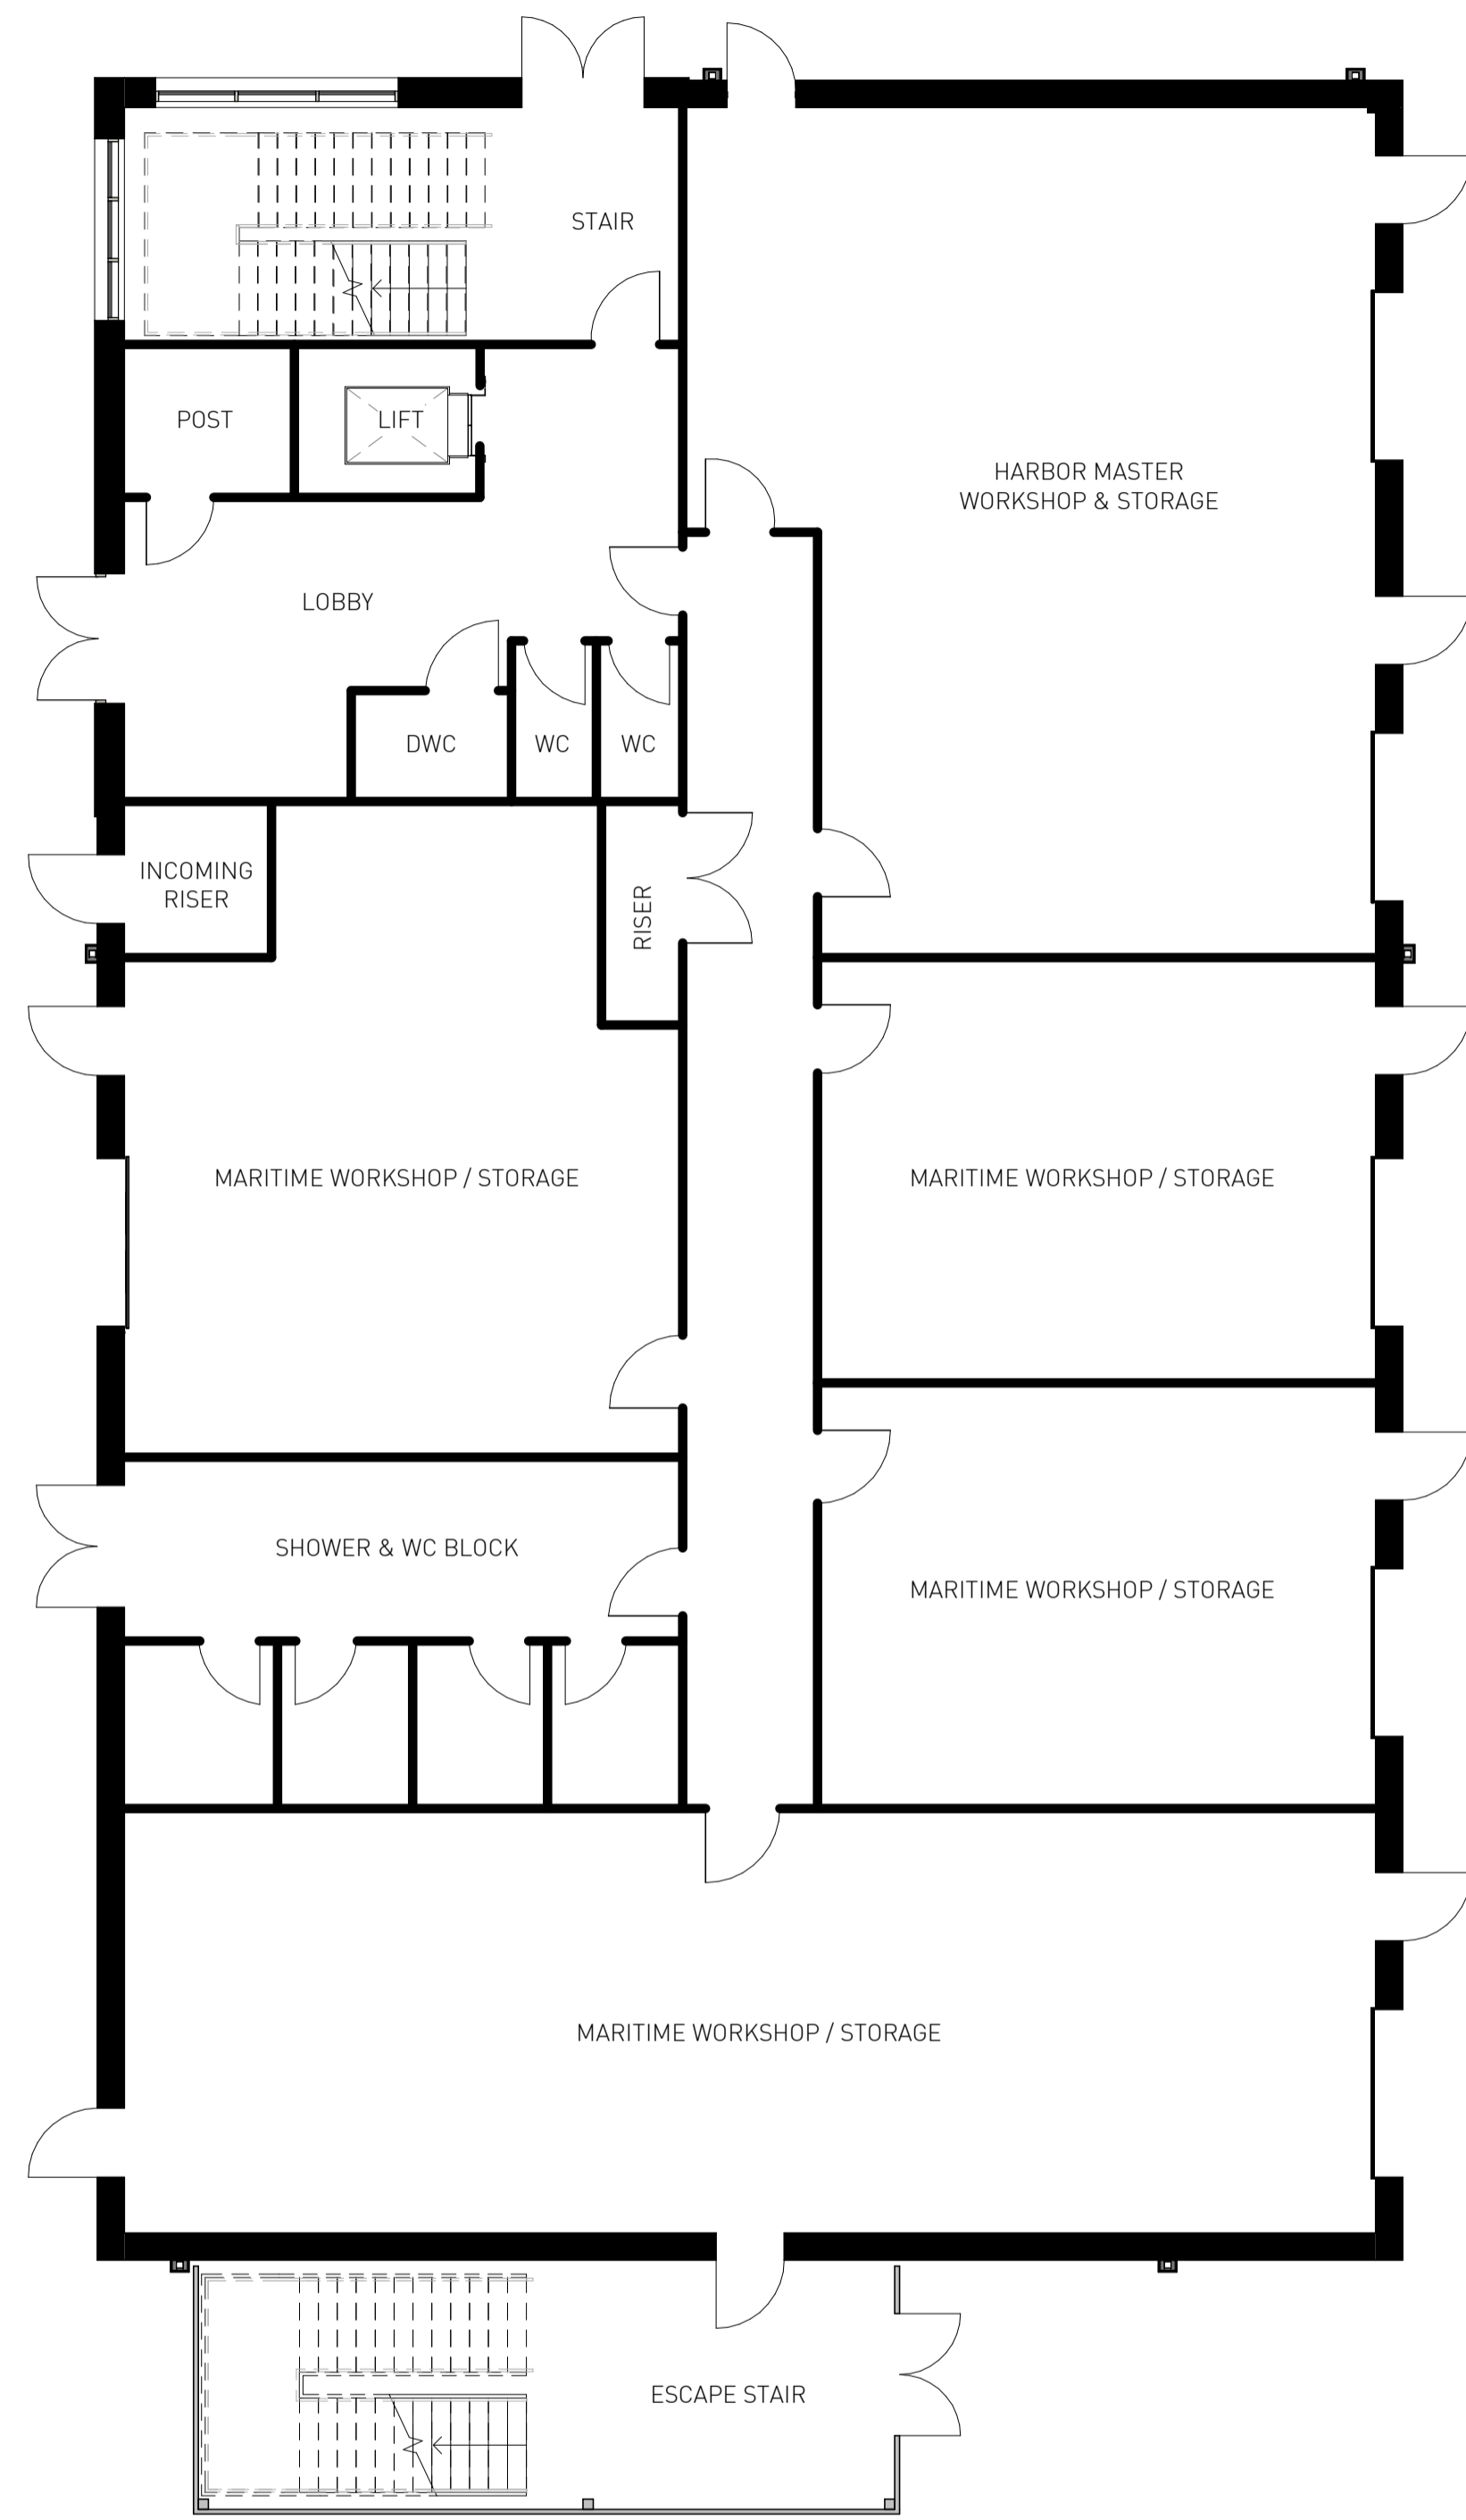 STAIR
POST
LIFT
HARBOR MASTER
WORKSHOP & STORAGE
LOBBY
DWC
WC
WC
INCOMING
RISER
RISER
MARITIME WORKSHOP / STORAGE
MARITIME WORKSHOP / STORAGE
SHOWER & WC BLOCK
MARITIME WORKSHOP / STORAGE
MARITIME WORKSHOP / STORAGE
ESCAPE STAIR